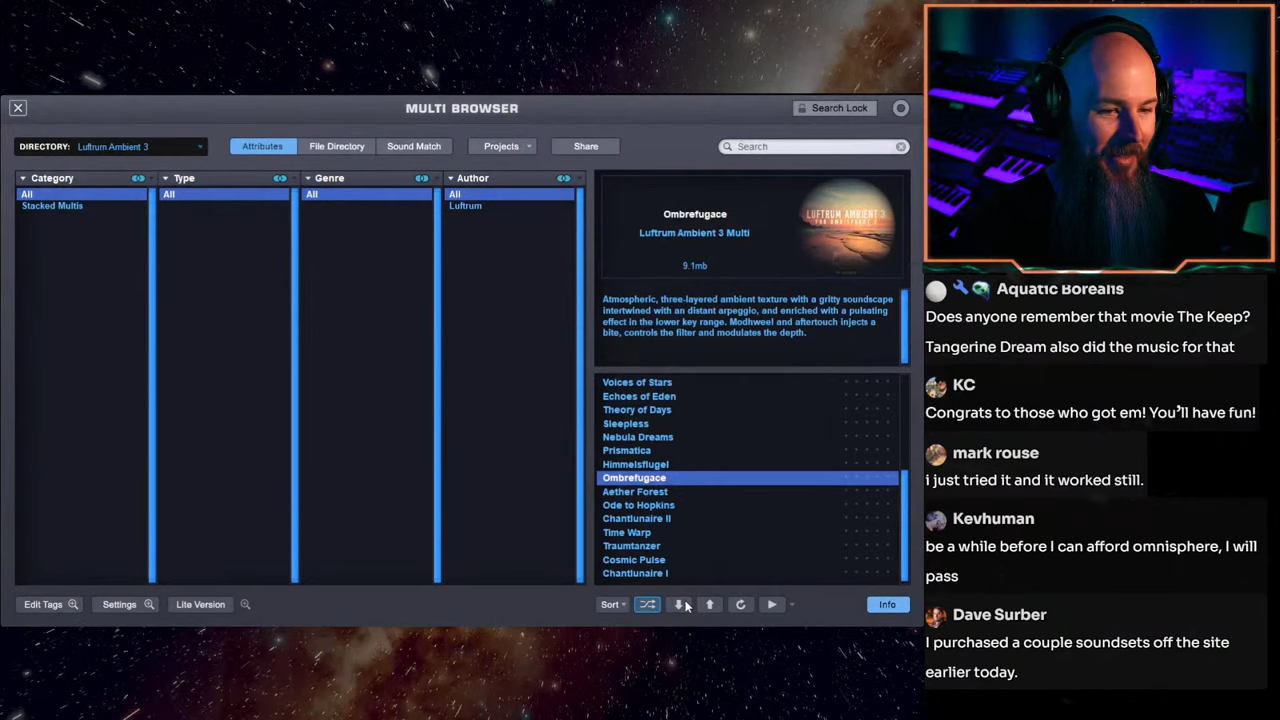 MULTI BROWSER
Search Lock
DIRECTORY: Luftrum Ambient 3
Attributes
File Directory
Sound Match
Projects
Share
Search
Category
Type
Genre
Author
All
All
All
All
Stacked Multis
Luftrum
Ombrefugace
Luftrum Ambient 3 Multi
9.1mb
LUFTRUM AMBIENT 3
FOR OMNISPHERE 2
Atmospheric, three-layered ambient texture with a gritty soundscape
intertwined with an distant arpeggio, and enriched with a pulsating
effect in the lower key range. Modhweel and aftertouch injects a
bite, controls the filter and modulates the depth.
Voices of Stars
Echoes of Eden
Theory of Days
Sleepless
Nebula Dreams
Prismatica
Himmelsflugel
Ombrefugace
Aether Forest
Ode to Hopkins
Chantlunaire II
Time Warp
Traumtanzer
Cosmic Pulse
Chantlunaire I
Edit Tags
Settings
Lite Version
Sort
Info
Aquatic Boreans
Does anyone remember that movie The Keep?
Tangerine Dream also did the music for that
KC
Congrats to those who got em! You'll have fun!
mark rouse
i just tried it and it worked still.
Kevhuman
be a while before I can afford omnisphere, I will
pass
Dave Surber
I purchased a couple soundsets off the site
earlier today.